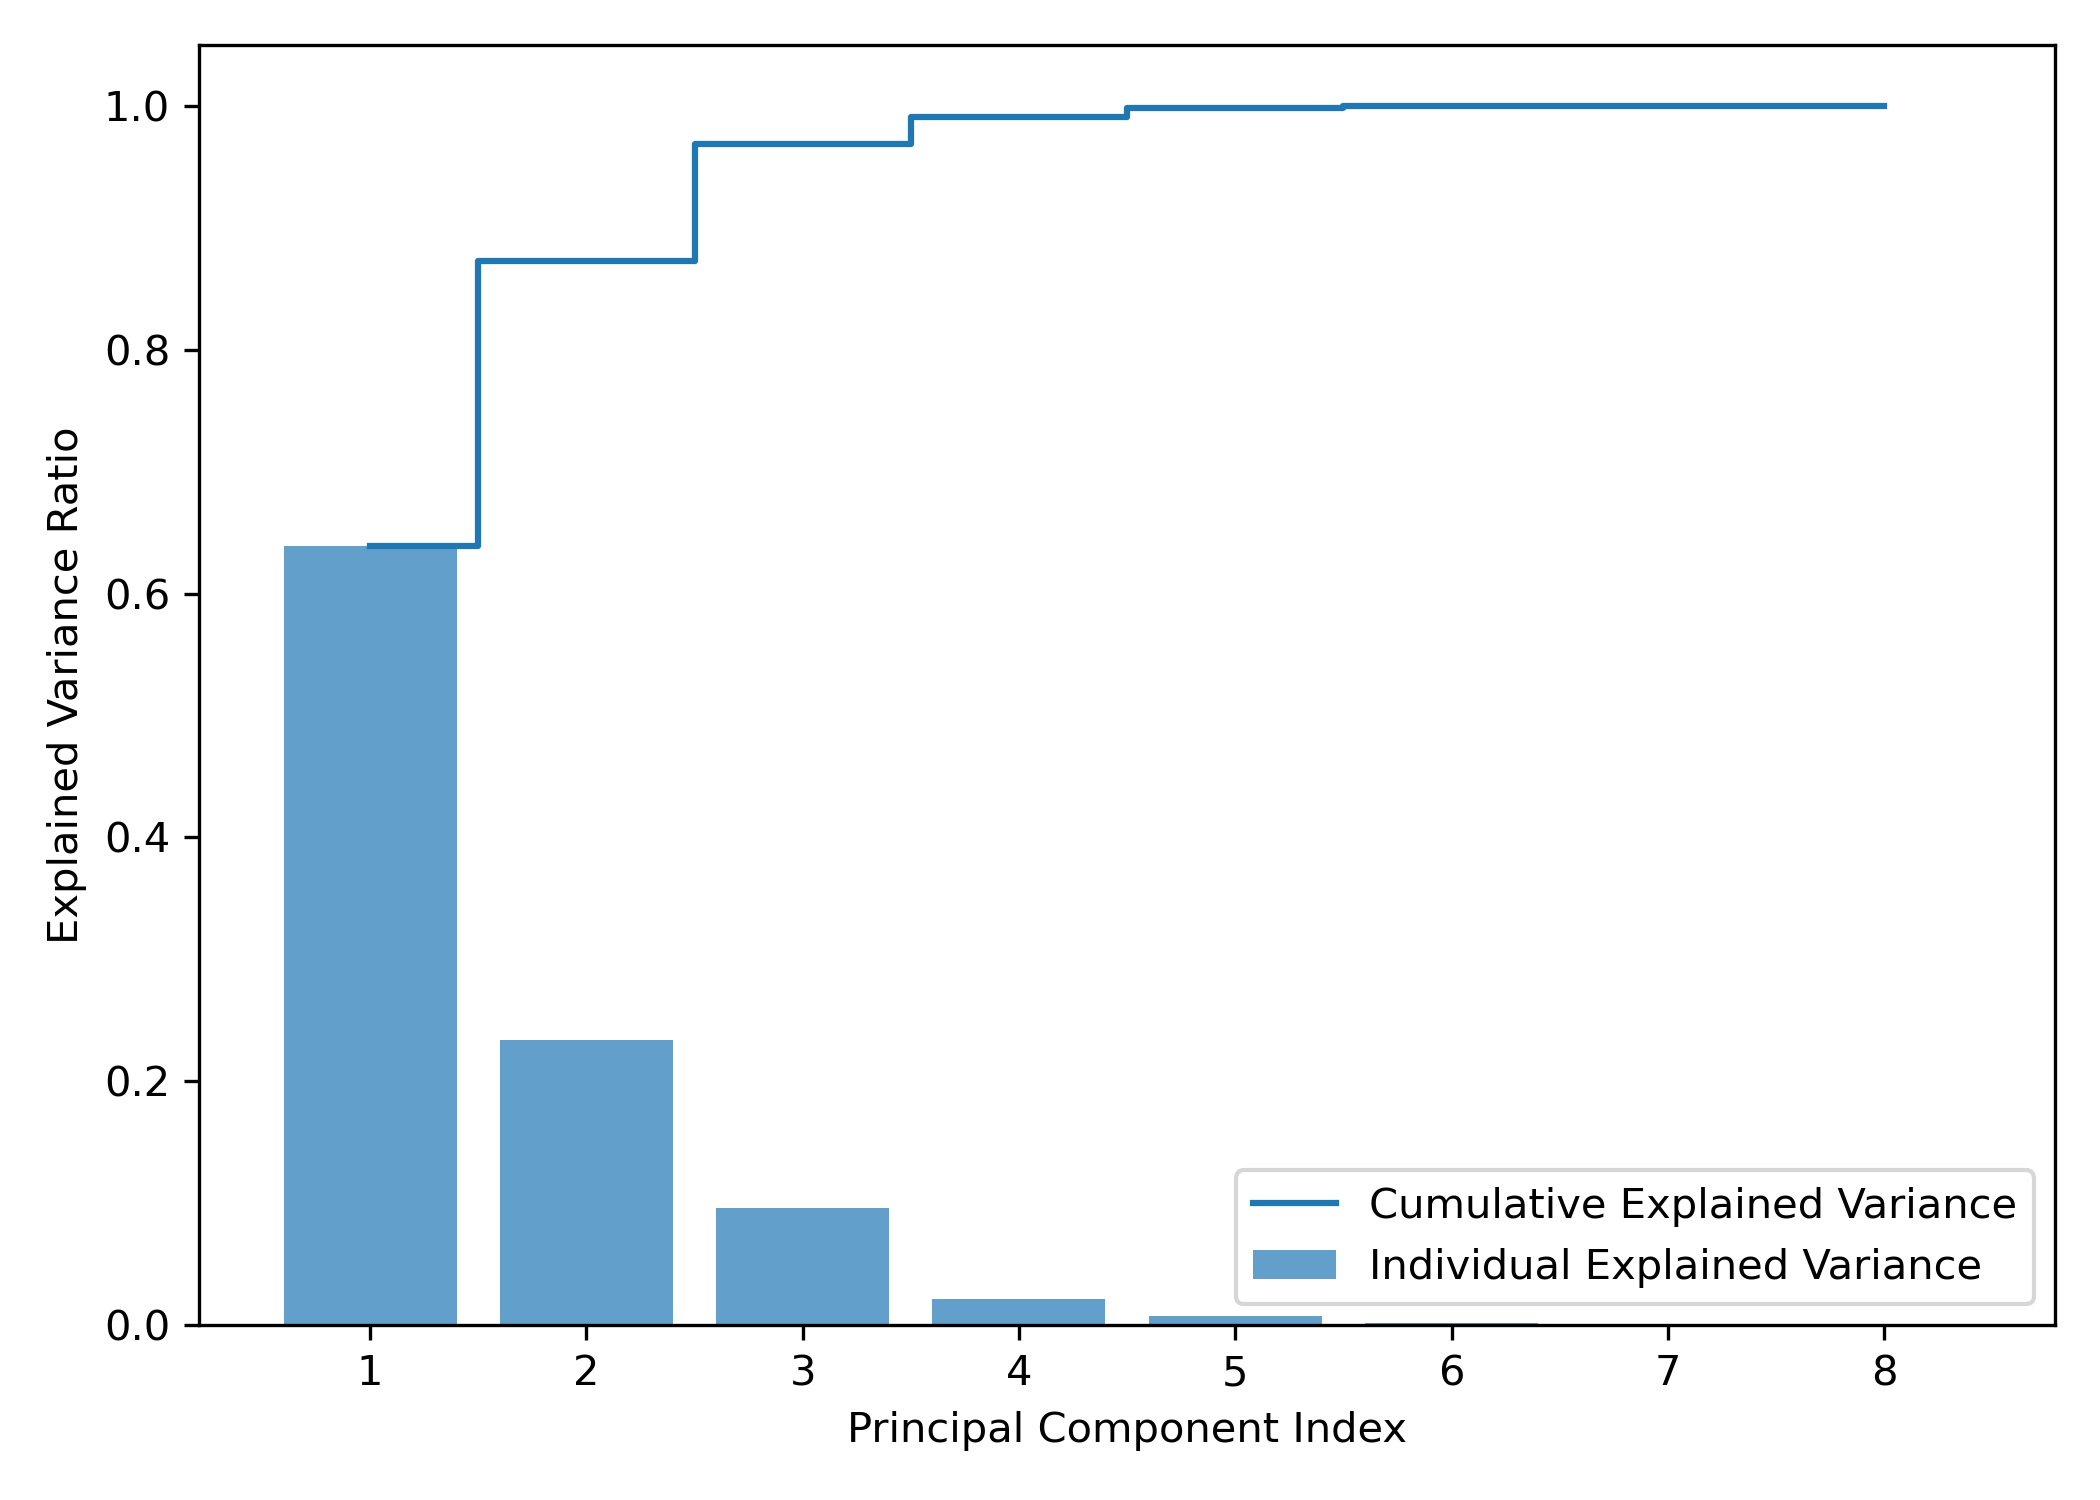 1.0
0.8
0.6
0.4
0.2
0.0
Explained Variance Ratio
Cumulative Explained Variance
Individual Explained Variance
1 2 3 4 5 6 7 8
Principal Component Index